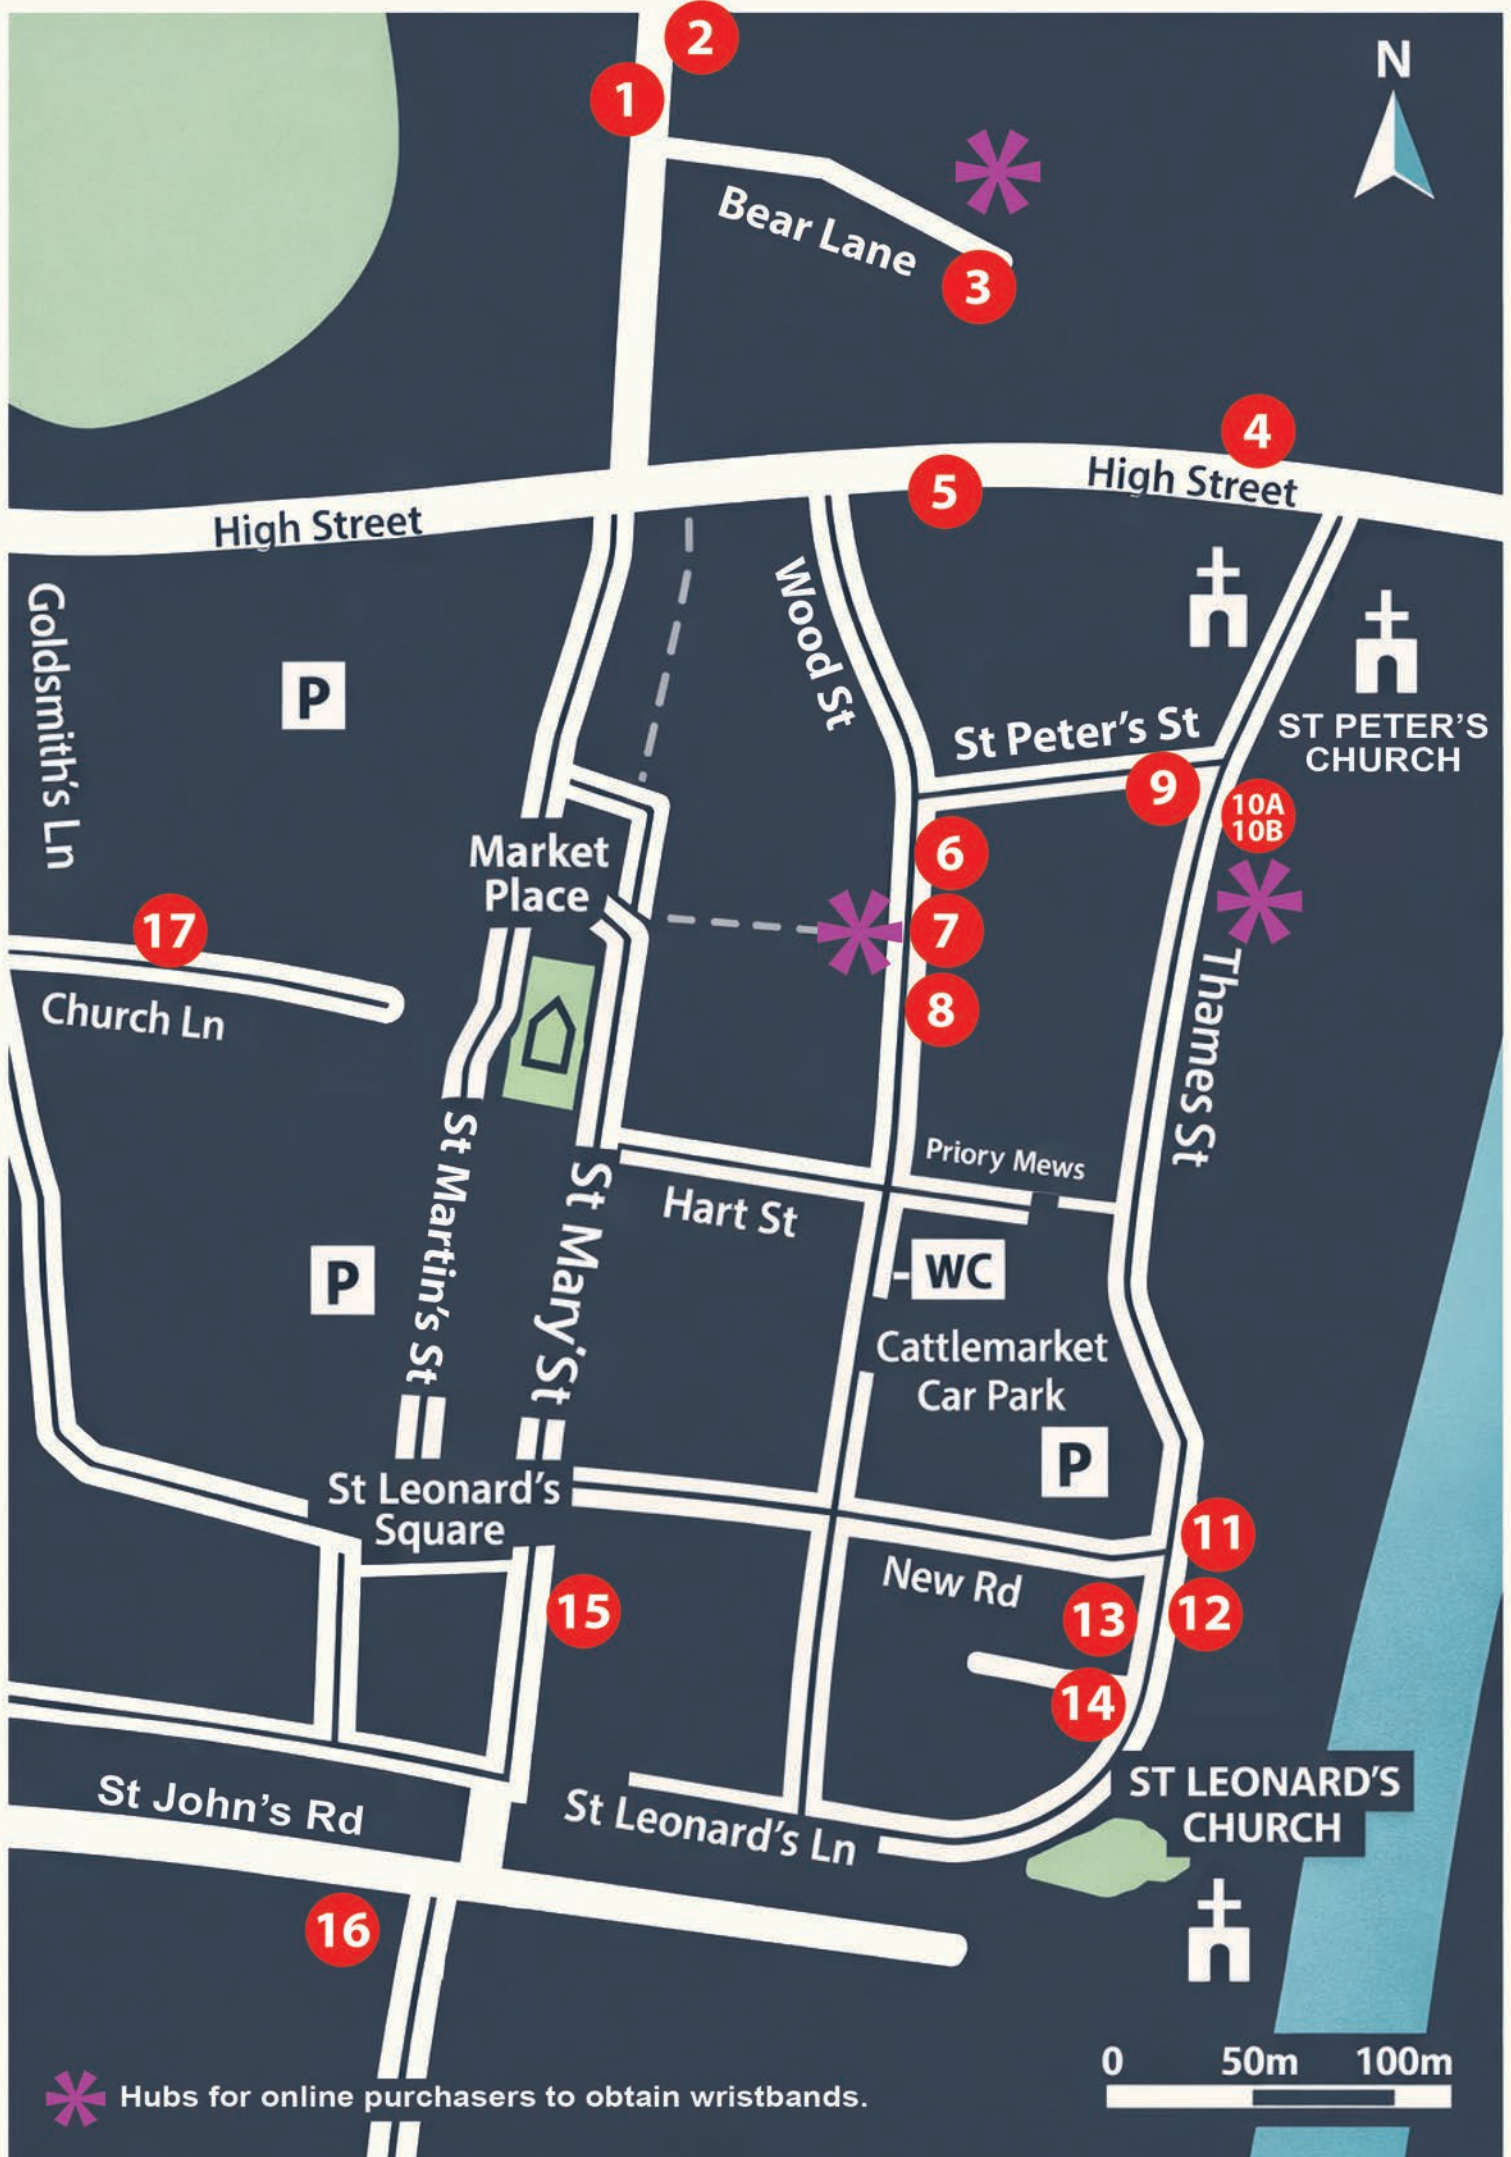 2
1
N
Bear Lane
3
4
High Street
5
High Street
Goldsmith's Ln
P
Wood St
St Peter's St
ST PETER'S
CHURCH
9
10A
10B
Market
Place
6
17
7
8
Church Ln
Thames St
St Martin's St
St Mary'St
Priory Mews
Hart St
WC
P
Cattlemarket
Car Park
P
St Leonard's
Square
11
New Rd
15
13
12
14
St John's Rd
St Leonard's Ln
ST LEONARD'S
CHURCH
16
0 50m 100m
Hubs for online purchasers to obtain wristbands.